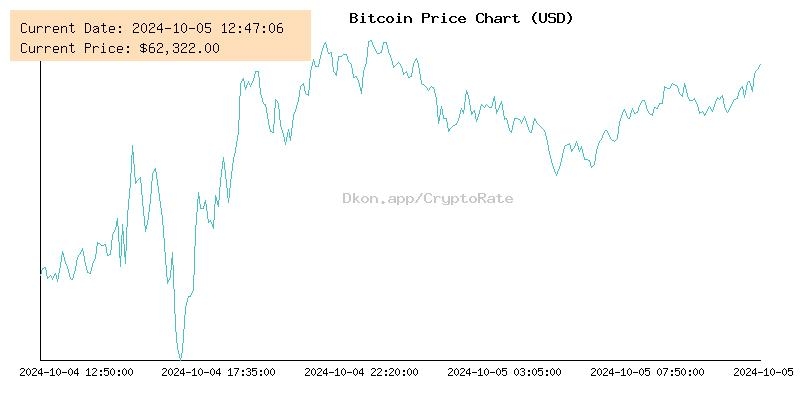 Bitcoin Price Chart (USD)
Current Date: 2024-10-05 12:47:06
Current Price: $62,322.00
Dkon.app/CryptoRate
2024-10-04 12:50:00
2024-10-04 17:35:00
2024-10-04 22:20:00
2024-10-05 03:05:00
2024-10-05 07:50:00
2024-10-05